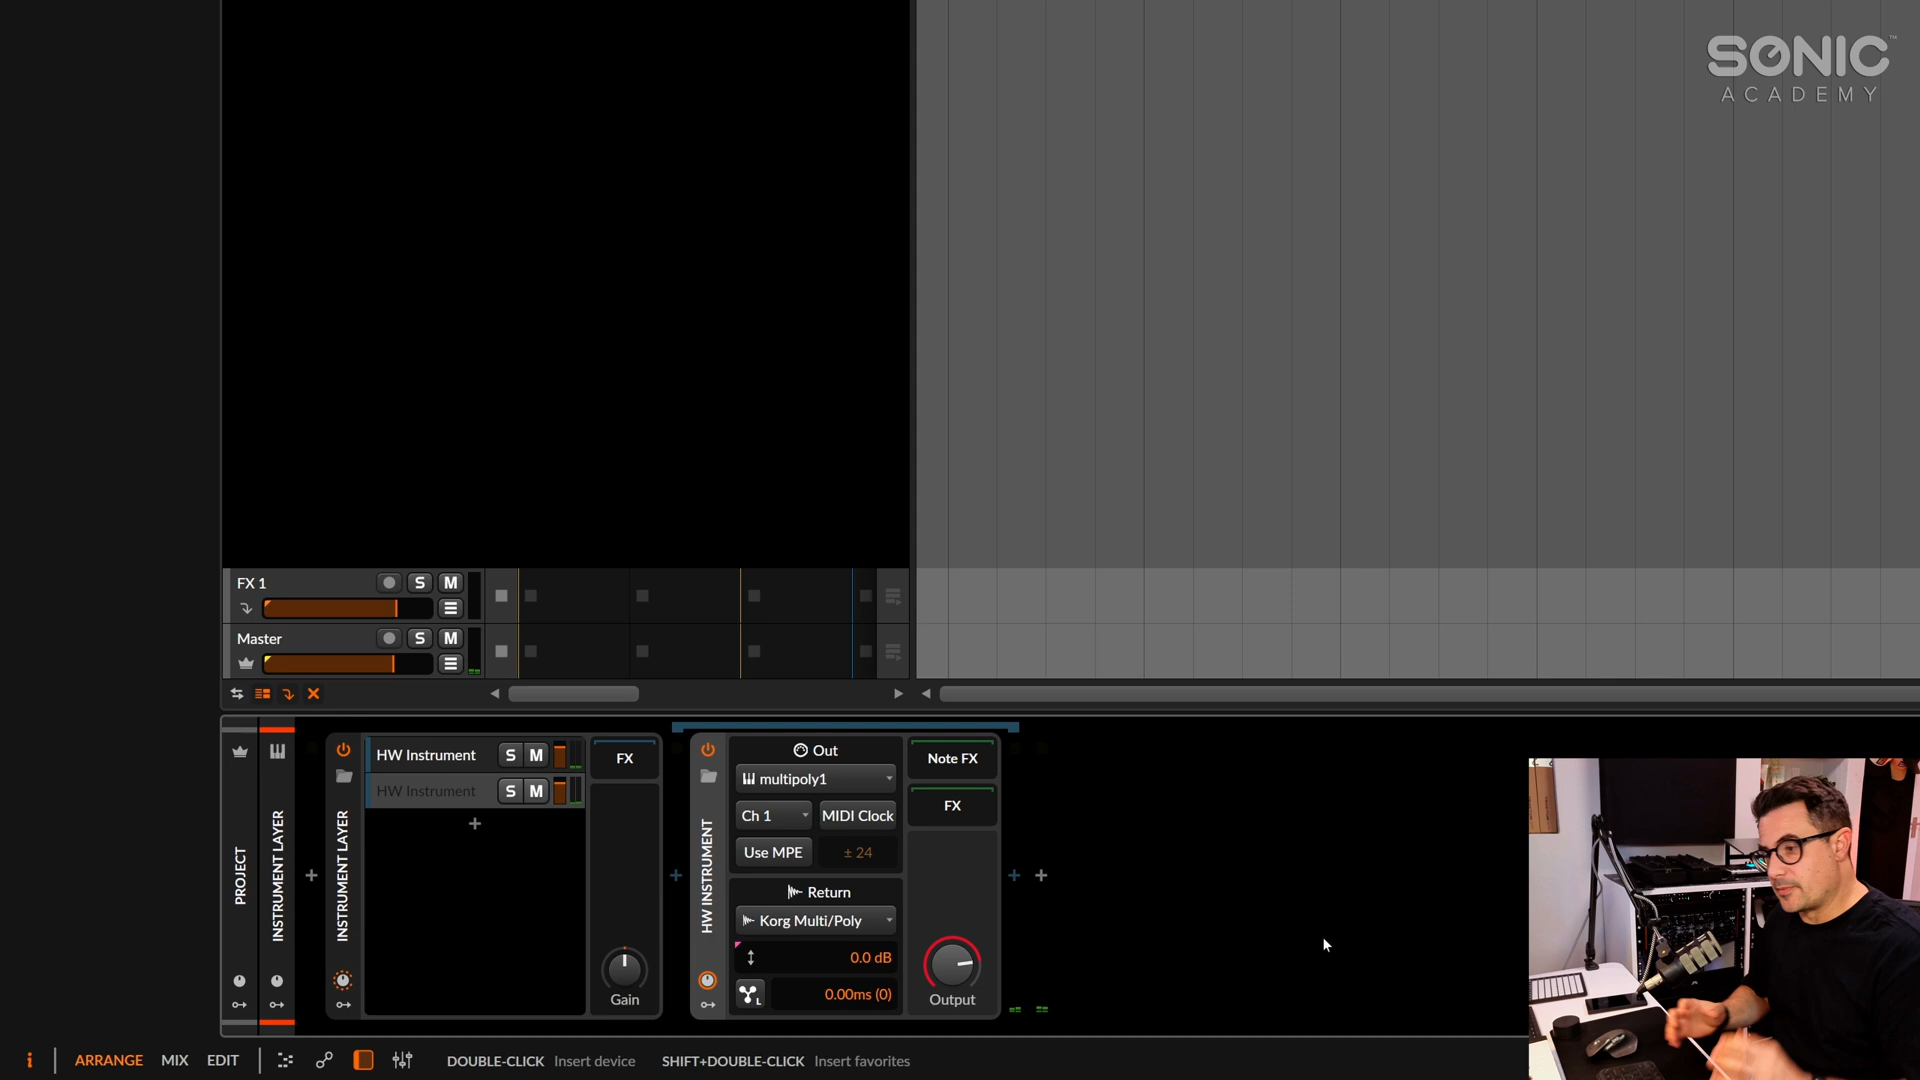 SONIC™
ACADEMY
FX 1
S
M
Master
S
M
HW Instrument
S
M
HW Instrument
S
M
FX
Gain
PROJECT
INSTRUMENT LAYER
INSTRUMENT LAYER
HW INSTRUMENT
Out
multipoly1
Ch 1
MIDI Clock
Use MPE
± 24
Return
Korg Multi/Poly
0.0 dB
L
0.00ms (0)
Note FX
FX
Output
i
ARRANGE
MIX
EDIT
DOUBLE-CLICK Insert device
SHIFT+DOUBLE-CLICK Insert favorites